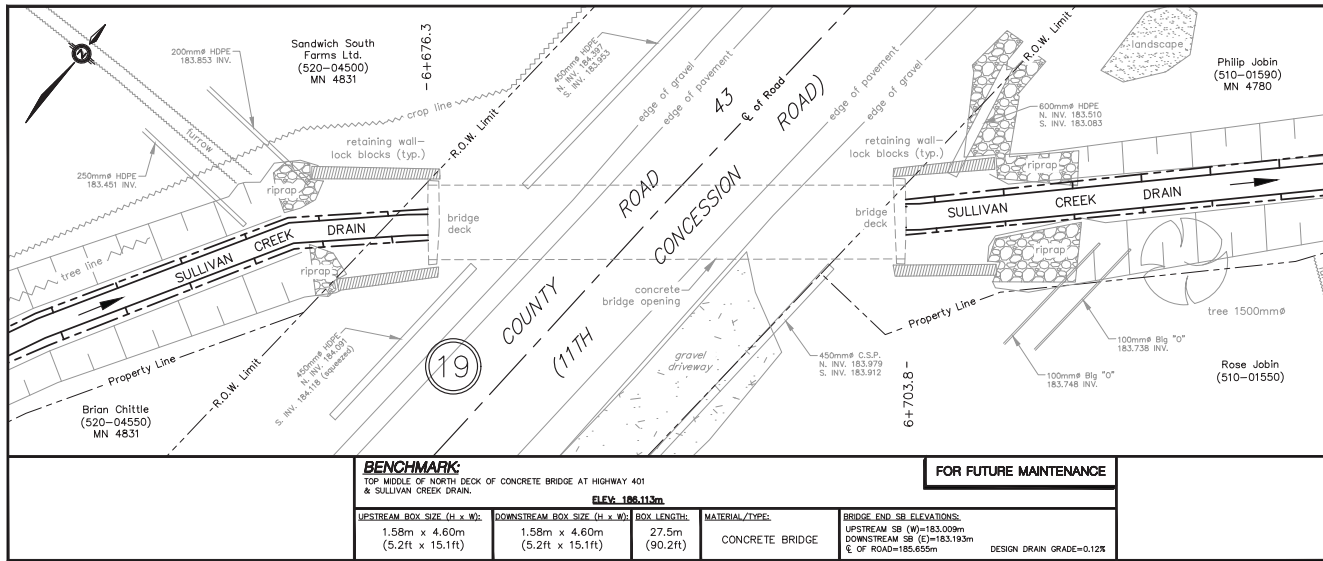 N
200mmø HDPE
183.853 INV.
Sandwich South
Farms Ltd.
(520-04500)
MN 4831
6+676.3
crop line
furrow
250mmø HDPE
183.451 INV.
riprap
retaining wall-
lock blocks (typ.)
R.O.W. Limit
450mmø HDPE
N. INV. 184.397
S. INV. 183.953
edge of gravel
edge of pavement
COUNTY ROAD 43
(11TH CONCESSION ROAD)
℄ of Road
edge of pavement
edge of gravel
retaining wall-
lock blocks (typ.)
R.O.W. Limit
600mmø HDPE
N. INV. 183.510
S. INV. 183.083
landscape
Philip Jobin
(510-01590)
MN 4780
riprap
SULLIVAN CREEK DRAIN
bridge
deck
bridge
deck
SULLIVAN CREEK DRAIN
tree line
riprap
riprap
Property Line
R.O.W. Limit
Brian Chittle
(520-04550)
MN 4831
450mmø HDPE
N. INV. 184.091
S. INV. 184.118 (squeezed)
19
concrete
bridge opening
gravel
driveway
450mmø C.S.P.
N. INV. 183.979
S. INV. 183.912
Property Line
6+703.8
tree 1500mmø
100mmø Big "O"
183.738 INV.
100mmø Big "O"
183.748 INV.
Rose Jobin
(510-01550)
BENCHMARK:
TOP MIDDLE OF NORTH DECK OF CONCRETE BRIDGE AT HIGHWAY 401
& SULLIVAN CREEK DRAIN.
ELEV: 186.113m
FOR FUTURE MAINTENANCE
UPSTREAM BOX SIZE (H x W):
1.58m x 4.60m
(5.2ft x 15.1ft)
DOWNSTREAM BOX SIZE (H x W):
1.58m x 4.60m
(5.2ft x 15.1ft)
BOX LENGTH:
27.5m
(90.2ft)
MATERIAL/TYPE:
CONCRETE BRIDGE
BRIDGE END SB ELEVATIONS:
UPSTREAM SB (W)=183.009m
DOWNSTREAM SB (E)=183.193m
℄ OF ROAD=185.655m DESIGN DRAIN GRADE=0.12%